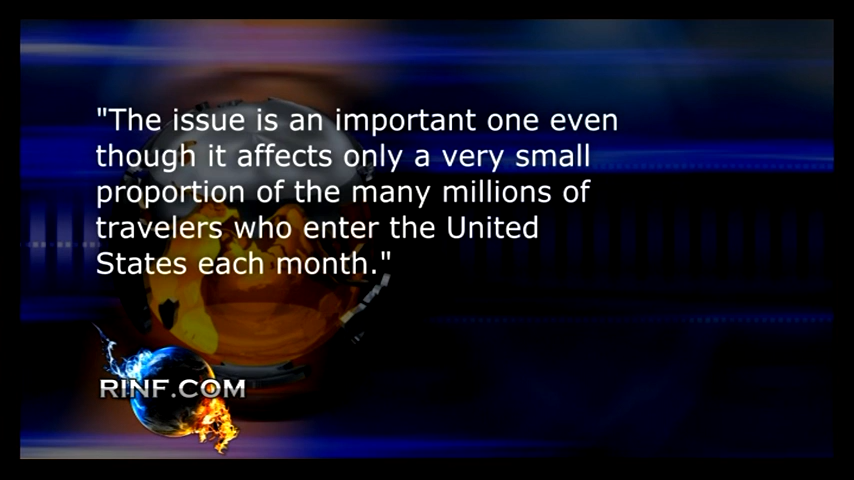 "The issue is an important one even
though it affects only a very small
proportion of the many millions of
travelers who enter the United
States each month."
RINF.COM